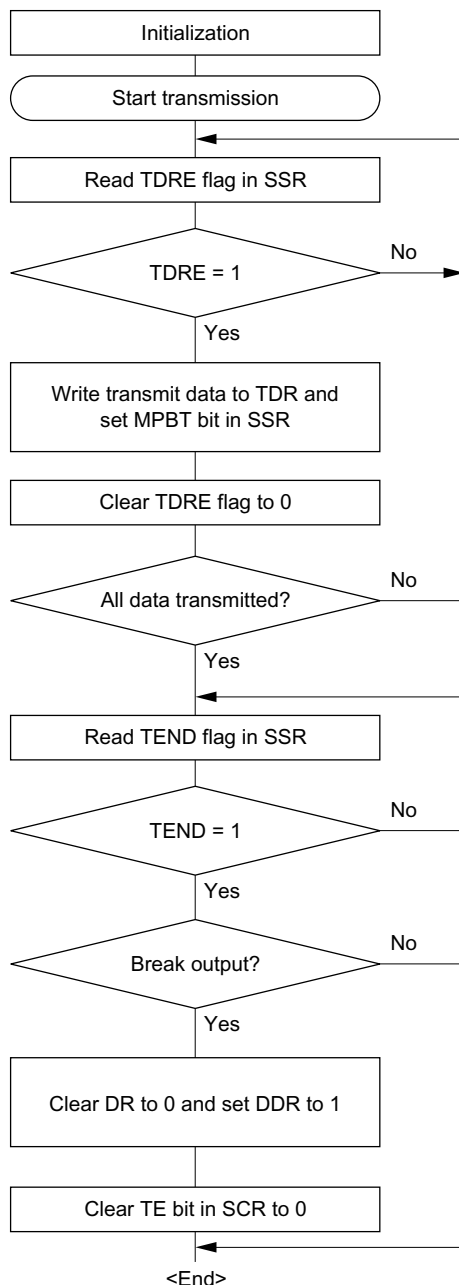 Initialization
Start transmission
Read TDRE flag in SSR
TDRE = 1
No
Yes
Write transmit data to TDR and
set MPBT bit in SSR
Clear TDRE flag to 0
All data transmitted?
No
Yes
Read TEND flag in SSR
TEND = 1
No
Yes
Break output?
No
Yes
Clear DR to 0 and set DDR to 1
Clear TE bit in SCR to 0
<End>